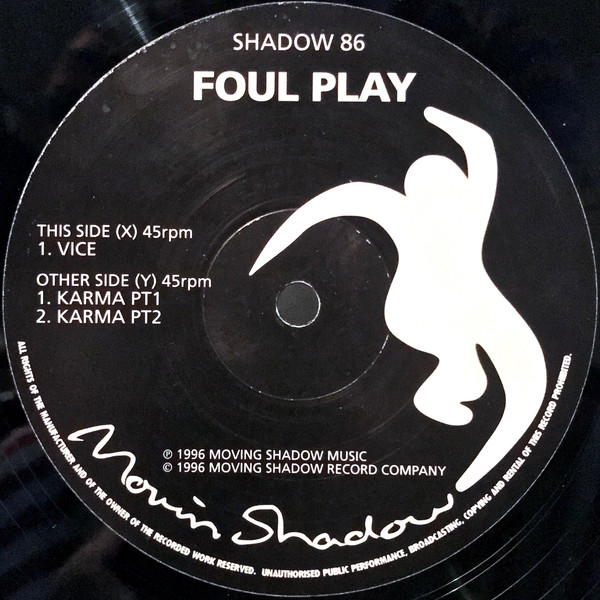 SHADOW 86
FOUL PLAY
THIS SIDE (X) 45rpm
1. VICE
OTHER SIDE (Y) 45rpm
1. KARMA PT1
2. KARMA PT2
℗ 1996 MOVING SHADOW MUSIC
© 1996 MOVING SHADOW RECORD COMPANY
Movin Shadow
ALL RIGHTS OF THE MANUFACTURER AND OF THE OWNER OF THE RECORDED WORK RESERVED. UNAUTHORISED PUBLIC PERFORMANCE, BROADCASTING, COPYING AND RENTAL OF THIS RECORD PROHIBITED.